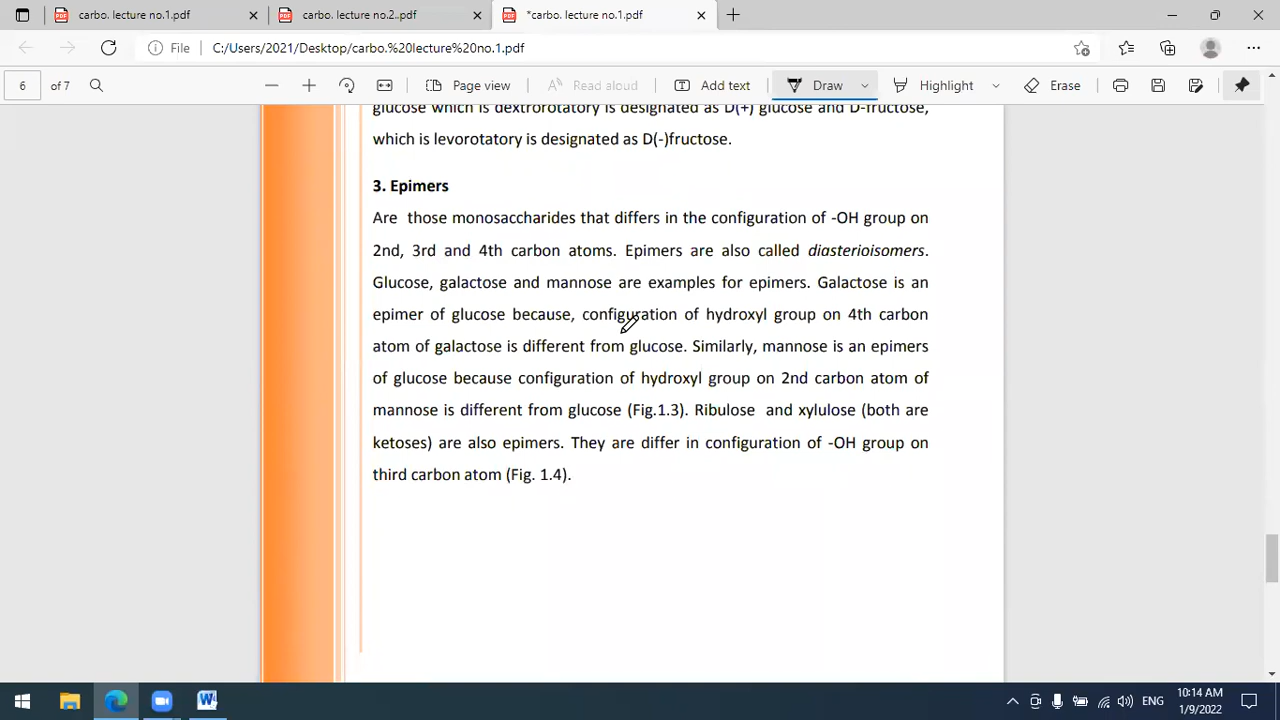 carbo. lecture no.1.pdf
carbo. lecture no.2..pdf
*carbo. lecture no.1.pdf
File
C:/Users/2021/Desktop/carbo.%20lecture%20no.1.pdf
6 of 7
Page view
Read aloud
Add text
Draw
Highlight
Erase
glucose which is dextrorotatory is designated as D(+) glucose and D-fructose,
which is levorotatory is designated as D(-)fructose.
3. Epimers
Are those monosaccharides that differs in the configuration of -OH group on
2nd, 3rd and 4th carbon atoms. Epimers are also called diasterioisomers.
Glucose, galactose and mannose are examples for epimers. Galactose is an
epimer of glucose because, configuration of hydroxyl group on 4th carbon
atom of galactose is different from glucose. Similarly, mannose is an epimers
of glucose because configuration of hydroxyl group on 2nd carbon atom of
mannose is different from glucose (Fig.1.3). Ribulose and xylulose (both are
ketoses) are also epimers. They are differ in configuration of -OH group on
third carbon atom (Fig. 1.4).
ENG
10:14 AM
1/9/2022